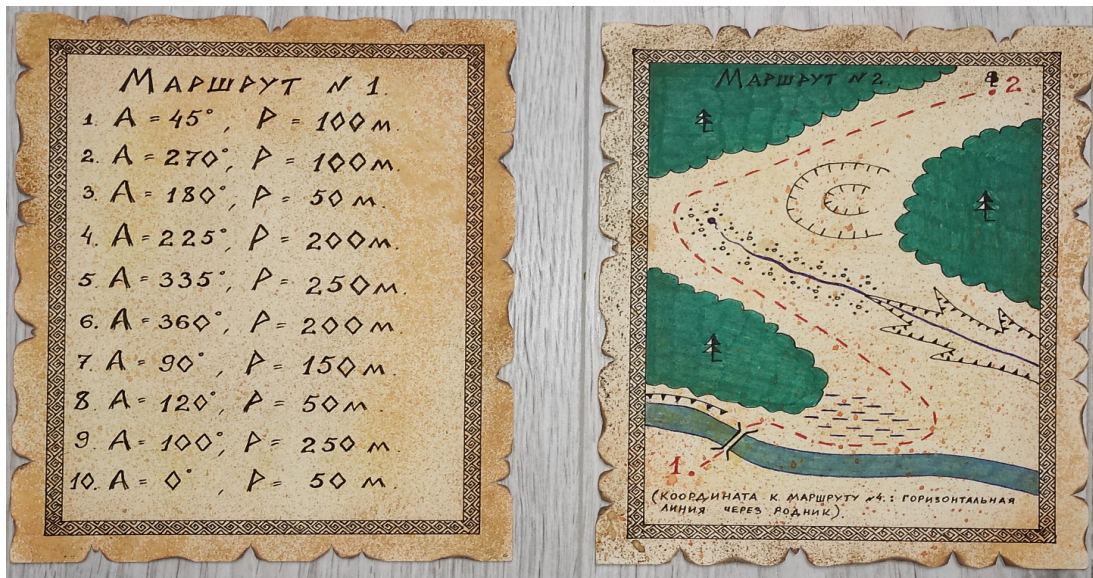 МАРШРУТ N 1.
1. А = 45°, Р = 100 м.
2. А = 270°, Р = 100 м.
3. А = 180°, Р = 50 м.
4. А = 225°, Р = 200 м.
5. А = 335°, Р = 250 м.
6. А = 360°, Р = 200 м.
7. А = 90°, Р = 150 м.
8. А = 120°, Р = 50 м.
9. А = 100°, Р = 250 м.
10. А = 0°, Р = 50 м.
МАРШРУТ N 2.
2
1.
(КООРДИНАТА К МАРШРУТУ N4.: ГОРИЗОНТАЛЬНАЯ
ЛИНИЯ ЧЕРЕЗ РОДНИК)